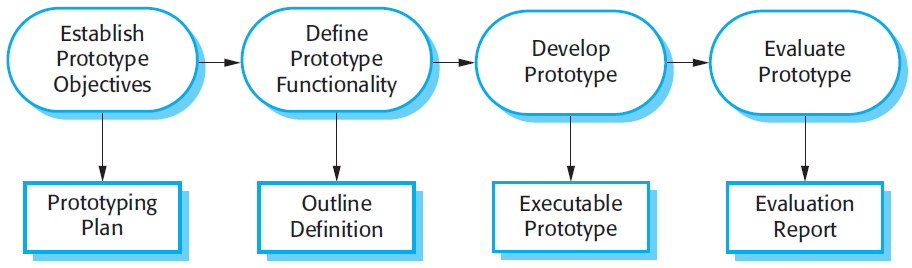 Establish
Prototype
Objectives
Define
Prototype
Functionality
Develop
Prototype
Evaluate
Prototype
Prototyping
Plan
Outline
Definition
Executable
Prototype
Evaluation
Report